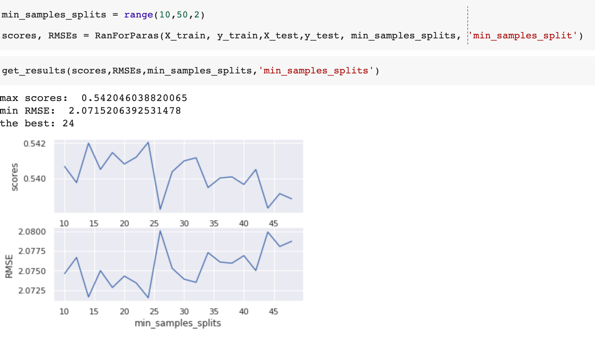 min_samples_splits = range(10,50,2)
scores, RMSEs = RanForParas(X_train, y_train,X_test,y_test, min_samples_splits, 'min_samples_split')
get_results(scores,RMSEs,min_samples_splits,'min_samples_splits')
max scores:  0.542046038820065
min RMSE:  2.0715206392531478
the best: 24
0.542
0.540
scores
10 15 20 25 30 35 40 45
2.0800
2.0775
2.0750
2.0725
RMSE
10 15 20 25 30 35 40 45
min_samples_splits